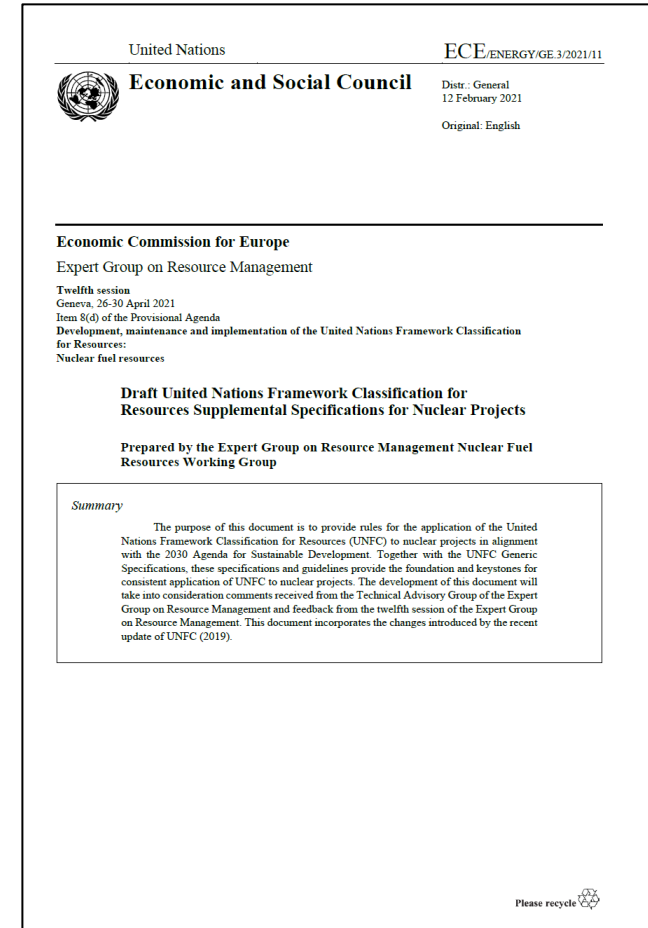 United Nations
ECE/ENERGY/GE.3/2021/11
Economic and Social Council
Distr.: General
12 February 2021
Original: English
Economic Commission for Europe
Expert Group on Resource Management
Twelfth session
Geneva, 26-30 April 2021
Item 8(d) of the Provisional Agenda
Development, maintenance and implementation of the United Nations Framework Classification
for Resources:
Nuclear fuel resources
Draft United Nations Framework Classification for
Resources Supplemental Specifications for Nuclear Projects
Prepared by the Expert Group on Resource Management Nuclear Fuel
Resources Working Group
Summary
The purpose of this document is to provide rules for the application of the United
Nations Framework Classification for Resources (UNFC) to nuclear projects in alignment
with the 2030 Agenda for Sustainable Development. Together with the UNFC Generic
Specifications, these specifications and guidelines provide the foundation and keystones for
consistent application of UNFC to nuclear projects. The development of this document will
take into consideration comments received from the Technical Advisory Group of the Expert
Group on Resource Management and feedback from the twelfth session of the Expert Group
on Resource Management. This document incorporates the changes introduced by the recent
update of UNFC (2019).
Please recycle